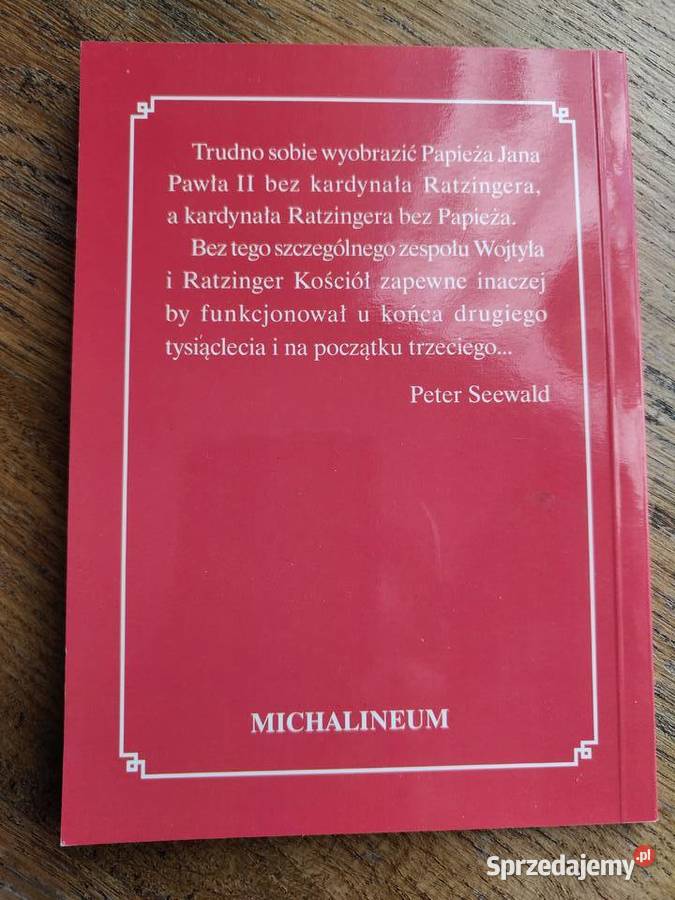 Trudno sobie wyobrazić Papieża Jana
Pawła II bez kardynała Ratzingera,
a kardynała Ratzingera bez Papieża.
Bez tego szczególnego zespołu Wojtyła
i Ratzinger Kościół zapewne inaczej
by funkcjonował u końca drugiego
tysiąclecia i na początku trzeciego...
Peter Seewald
MICHALINEUM
Sprzedajemy.pl